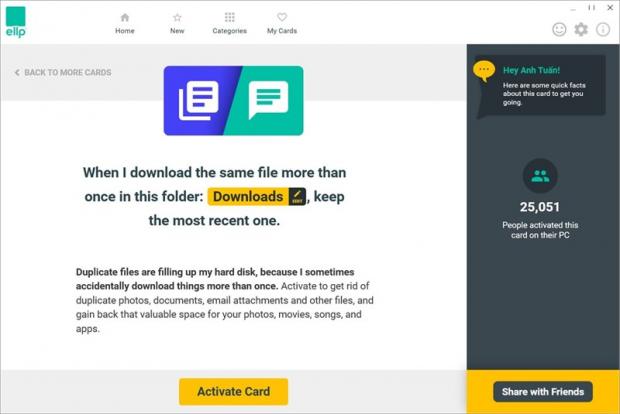 ellp
Home
New
Categories
My Cards
BACK TO MORE CARDS
When I download the same file more than
once in this folder: Downloads EDIT , keep
the most recent one.
Duplicate files are filling up my hard disk, because I sometimes
accidentally download things more than once. Activate to get rid of
duplicate photos, documents, email attachments and other files, and
gain back that valuable space for your photos, movies, songs, and
apps.
Activate Card
Hey Anh Tuấn!
Here are some quick facts
about this card to get you
going.
25,051
People activated this
card on their PC
Share with Friends